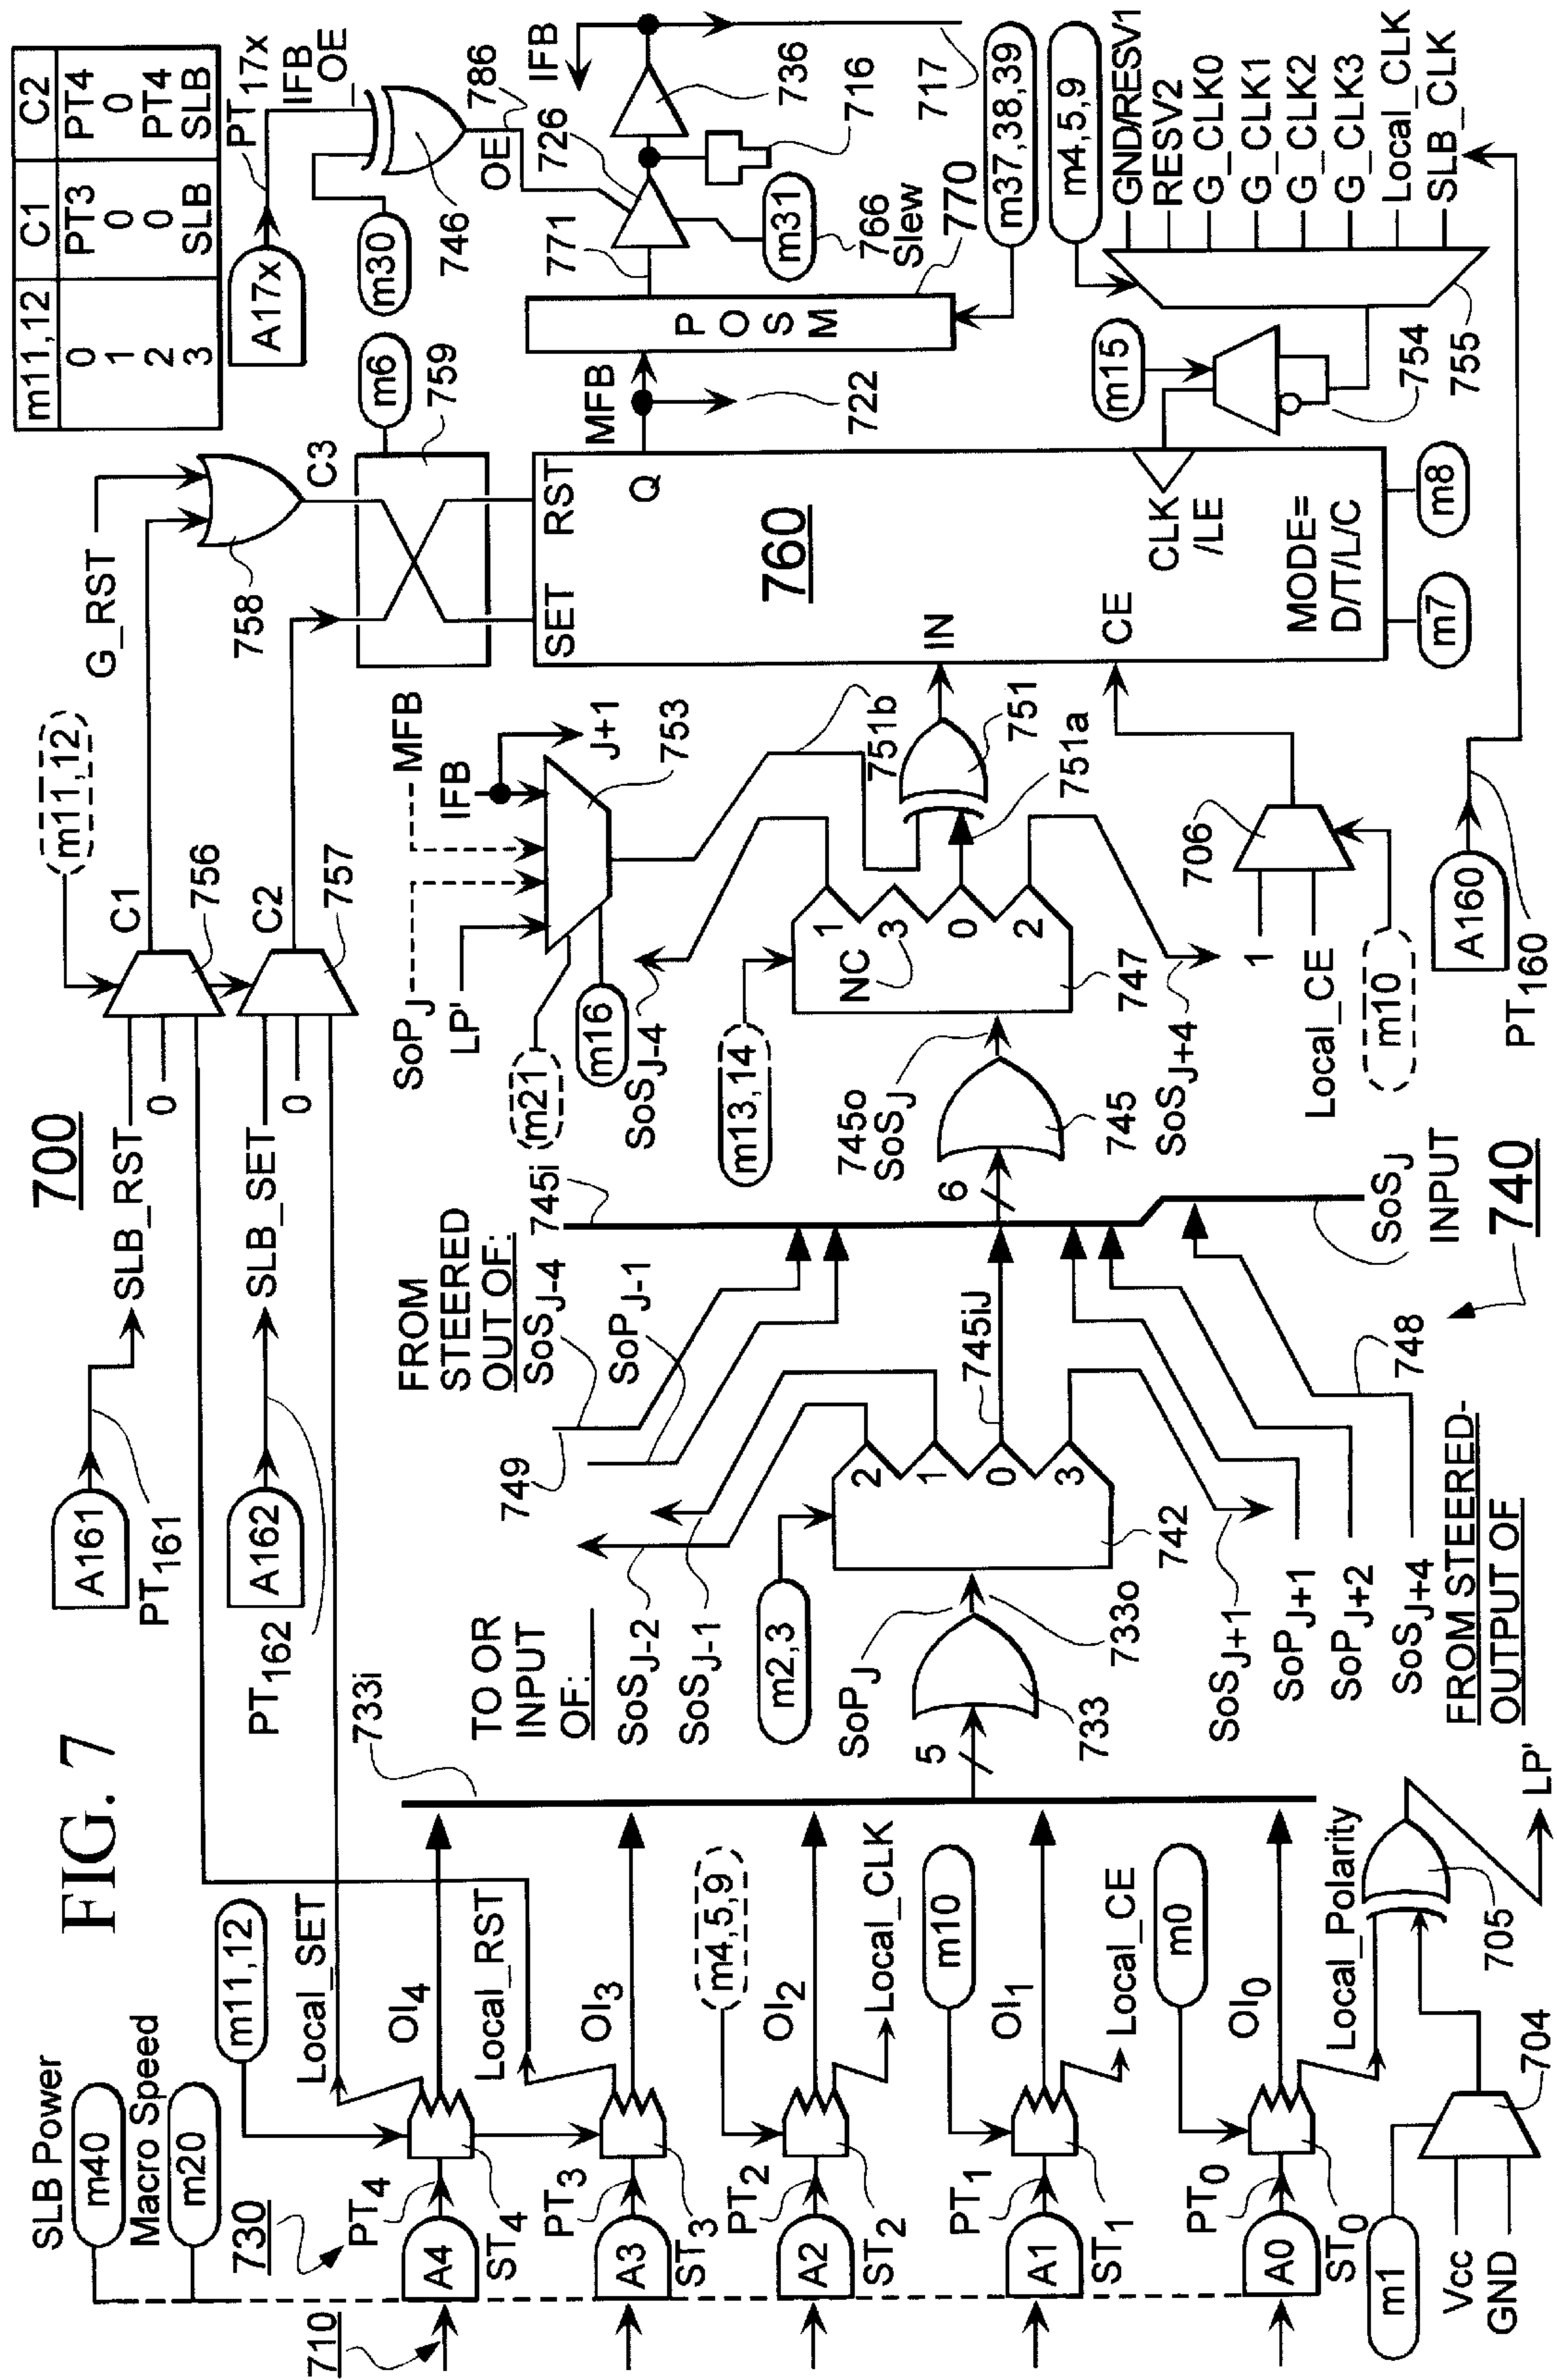 FIG. 7
700
m11,12 C1 C2
0 PT3 PT4
1 0 0
2 0 PT4
3 SLB SLB
SLB Power
m40
Macro Speed
m20
730
710
m11,12
Local_SET
Local_RST
PT4
A4
ST4
OI4
PT3
A3
ST3
OI3
m4,5,9
PT2
A2
ST2
OI2
Local_CLK
m10
PT1
A1
ST1
OI1
Local_CE
m0
PT0
A0
ST0
OI0
Local_Polarity
m1
Vcc
GND
704
705
LP'
733i
5
733
733o
SoPJ
m2,3
742
2
1
0
3
TO OR
INPUT
OF:
SoSJ-2
SoSJ-1
SoSJ+1
SoPJ+1
SoPJ+2
SoSJ+4
FROM STEERED-
OUTPUT OF
748
740
749
FROM
STEERED
OUT OF:
SoSJ-4
SoPJ-1
745i
745iJ
6
SoSJ
INPUT
745
745o
SoSJ
m13,14
747
1
3
0
2
NC
SoSJ-4
SoSJ+4
A161
PT161
SLB_RST
0
A162
PT162
SLB_SET
0
m11,12
C1
756
C2
757
G_RST
758
C3
m6
759
SoPJ
LP'
MFB
IFB
J+1
753
m21
m16
751b
751
751a
1
Local_CE
706
m10
A160
PT160
SET
RST
760
Q
IN
CE
CLK
/LE
MODE=
D/T/L/C
m7
m8
MFB
722
P
O
S
M
770
m37,38,39
771
A17x
PT17x
IFB
_OE
m30
746
OE
786
726
m31
766
Slew
716
IFB
736
717
m15
754
755
m4,5,9
GND/RESV1
RESV2
G_CLK0
G_CLK1
G_CLK2
G_CLK3
Local_CLK
SLB_CLK